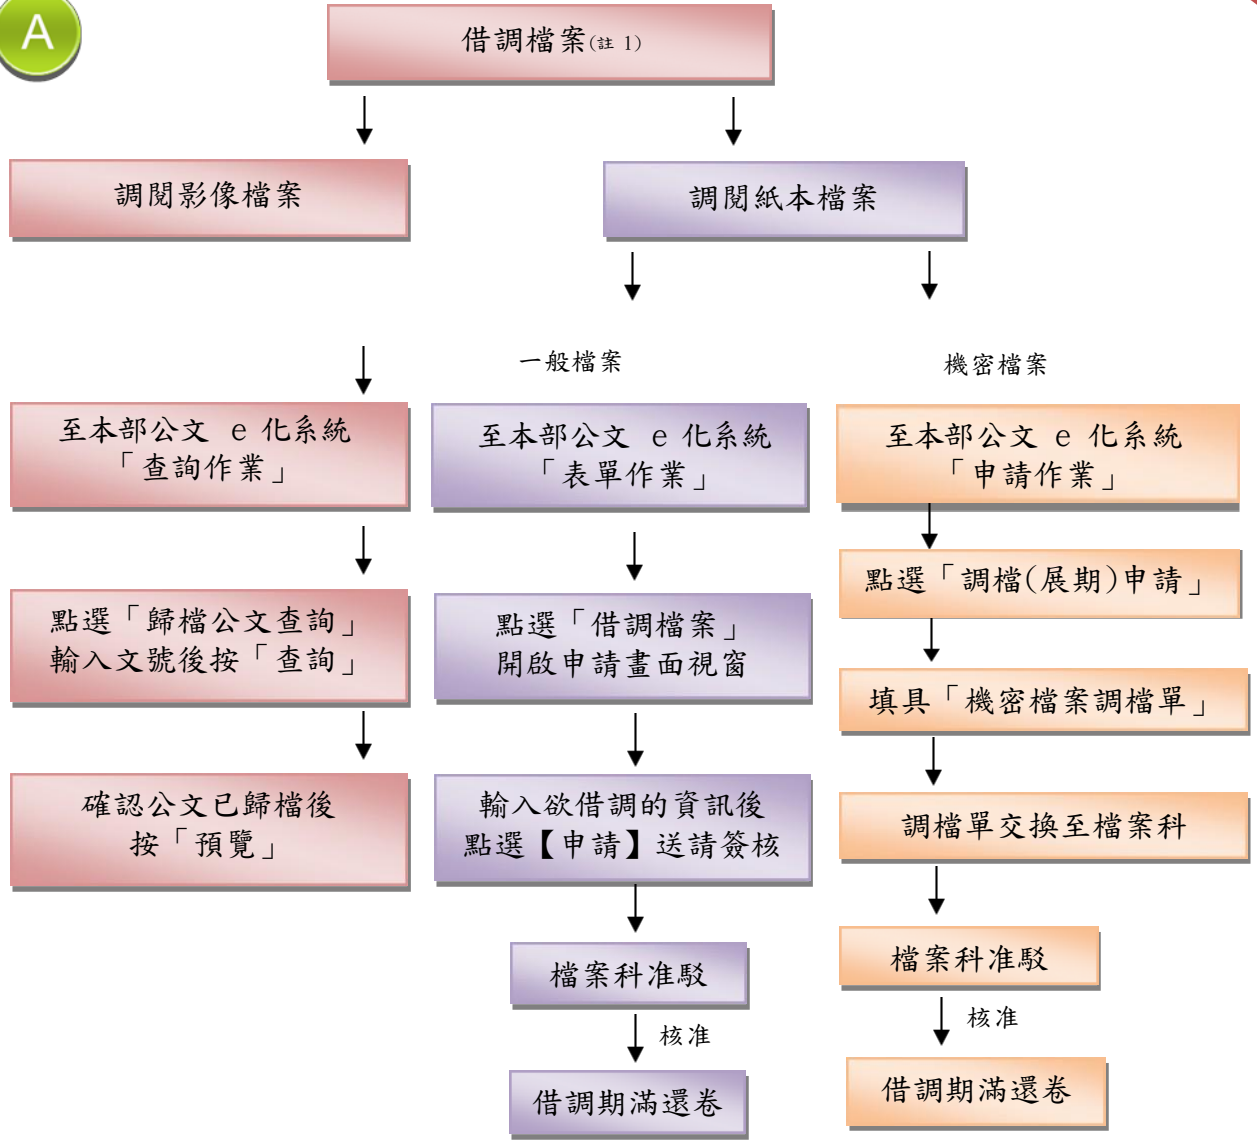 A
借調檔案(註 1)
調閱影像檔案
調閱紙本檔案
一般檔案
機密檔案
至本部公文 e 化系統
「查詢作業」
至本部公文 e 化系統
「表單作業」
至本部公文 e 化系統
「申請作業」
點選「調檔(展期)申請」
點選「歸檔公文查詢」
輸入文號後按「查詢」
點選「借調檔案」
開啟申請畫面視窗
填具「機密檔案調檔單」
確認公文已歸檔後
按「預覽」
輸入欲借調的資訊後
點選【申請】送請簽核
調檔單交換至檔案科
檔案科准駁
檔案科准駁
核准
核准
借調期滿還卷
借調期滿還卷